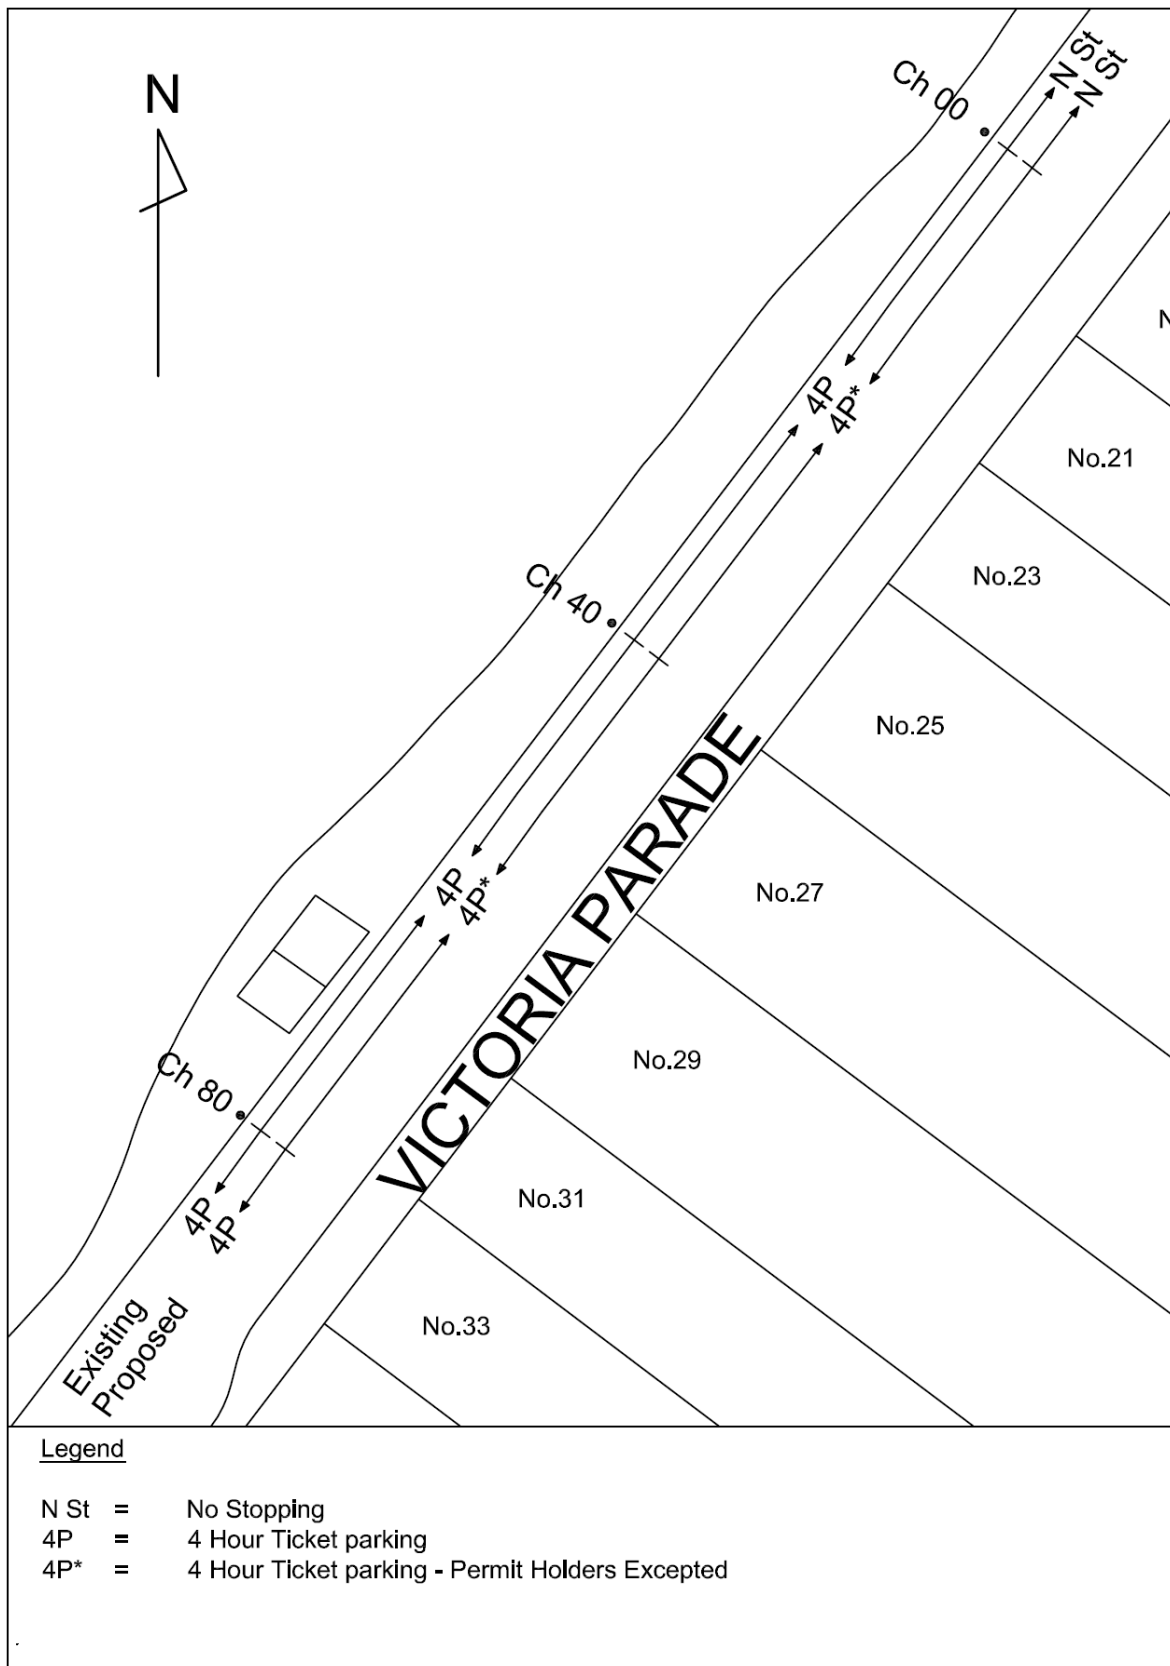 N
Ch 00
N St
N St
4P
4P*
No.21
No.23
Ch 40
No.25
VICTORIA PARADE
No.27
4P
4P*
No.29
Ch 80
No.31
4P
4P
No.33
Existing
Proposed
Legend
N St = No Stopping
4P = 4 Hour Ticket parking
4P* = 4 Hour Ticket parking - Permit Holders Excepted